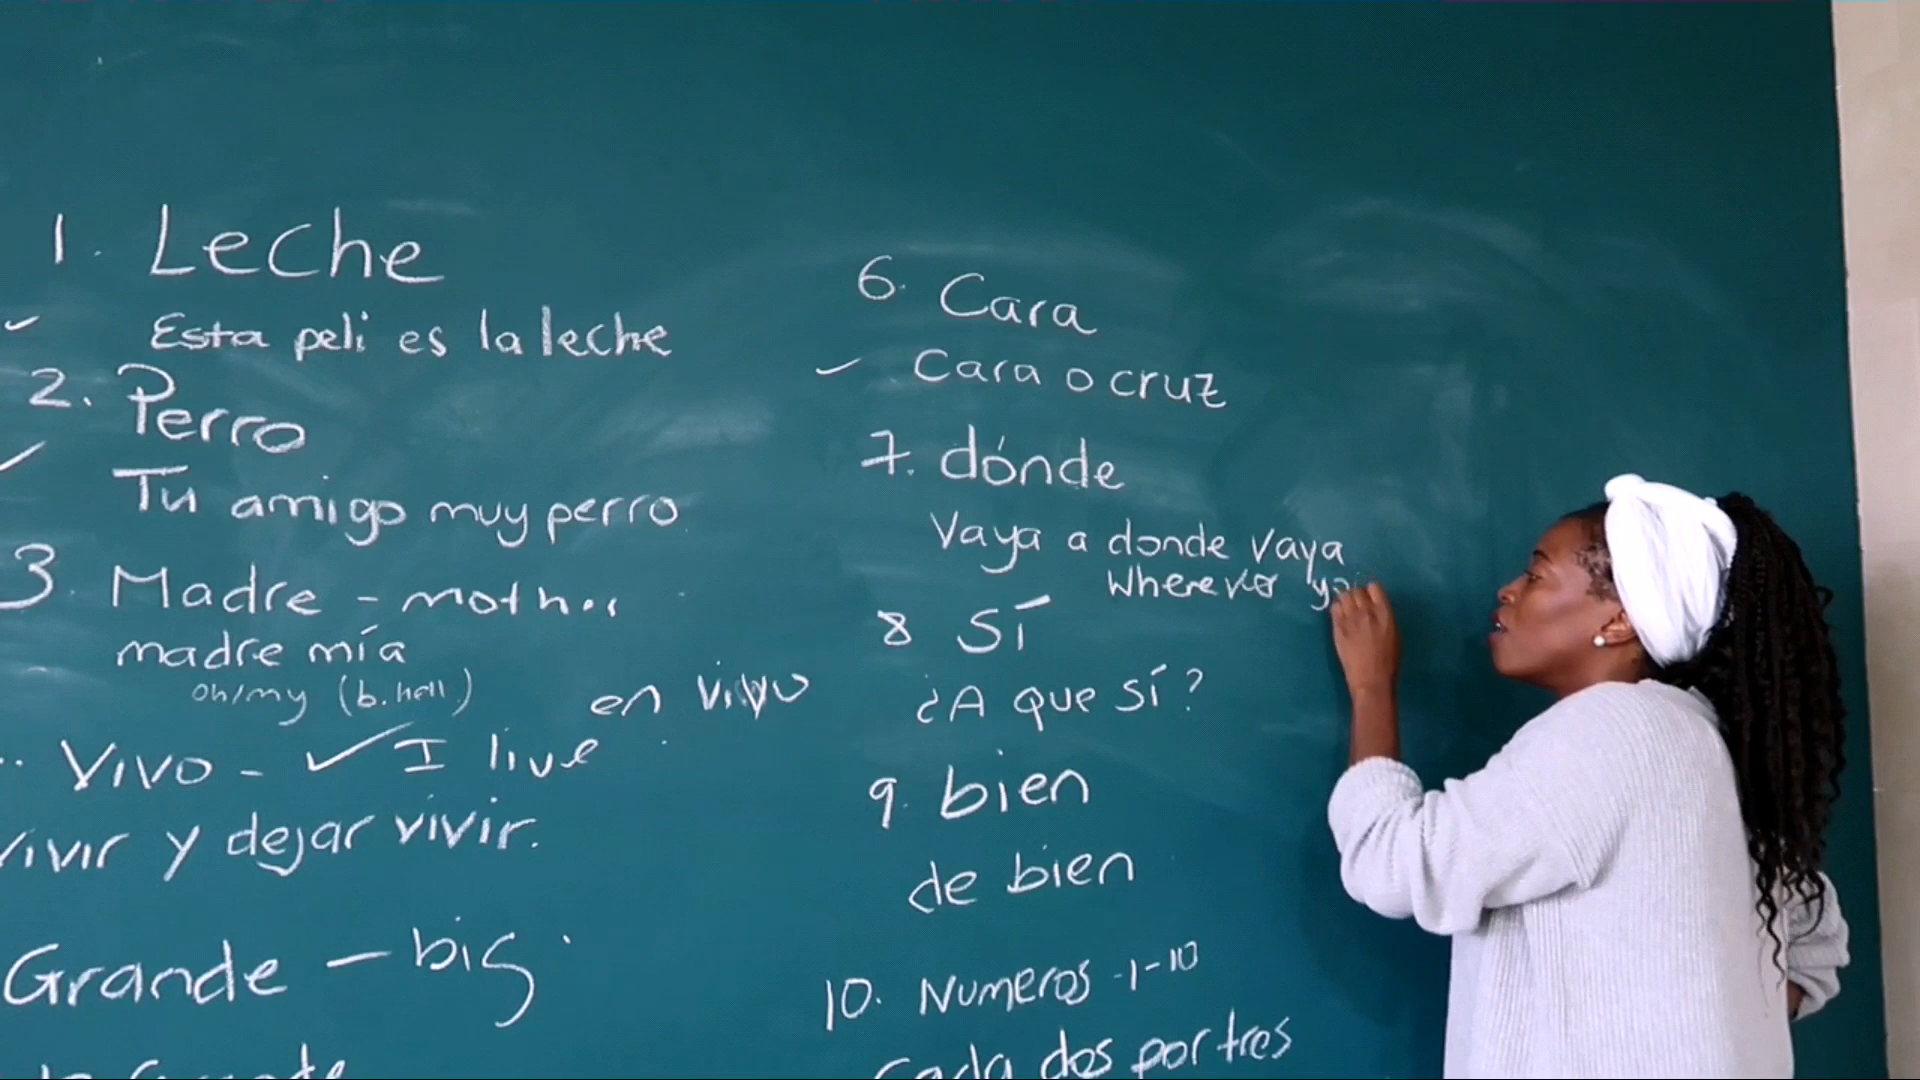 1. Leche
Esta peli es la leche
2. Perro
Tu amigo muy perro
3. Madre - mother
madre mía
oh/my (b. hell)
en vivo
Vivo - ✓ I live
Vivir y dejar vivir.
Grande - big
6. Cara
Cara o cruz
7. dónde
Vaya a donde vaya
Wherever
8 Sí
¿A que sí?
9. bien
de bien
10. Numeros -1-10
Cada dos por tres